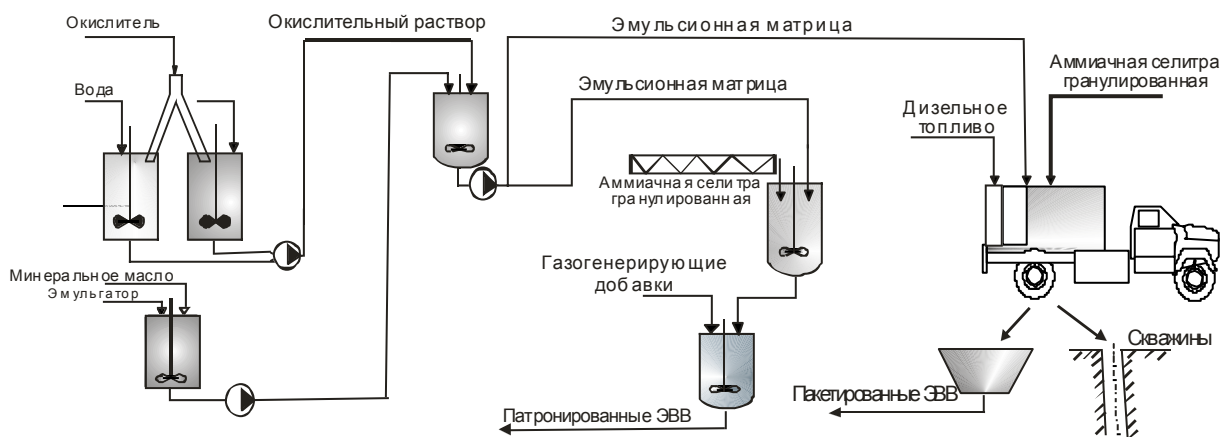 Окислитель
Окислительный раствор
Эмульсионная матрица
Аммиачная селитра
гранулированная
Вода
Эмульсионная матрица
Дизельное
топливо
Аммиачная селитра
гранулированная
Газогенерирующие
добавки
Минеральное масло
Эмульгатор
Скважины
Пакетированные ЭВВ
Патронированные ЭВВ